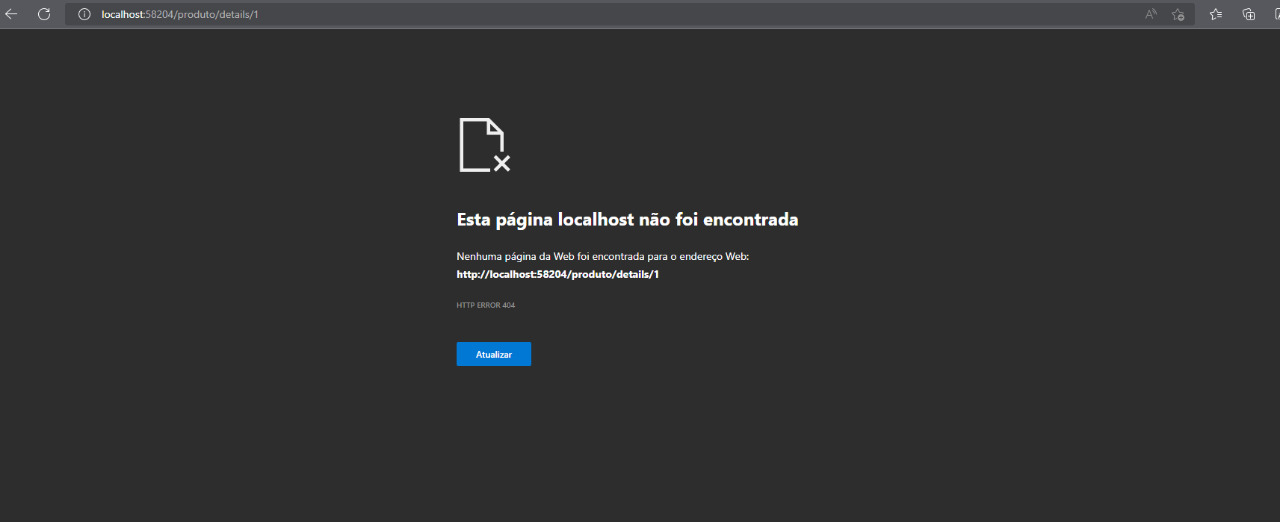 localhost:58204/produto/details/1
Esta página localhost não foi encontrada
Nenhuma página da Web foi encontrada para o endereço Web:
http://localhost:58204/produto/details/1
HTTP ERROR 404
Atualizar